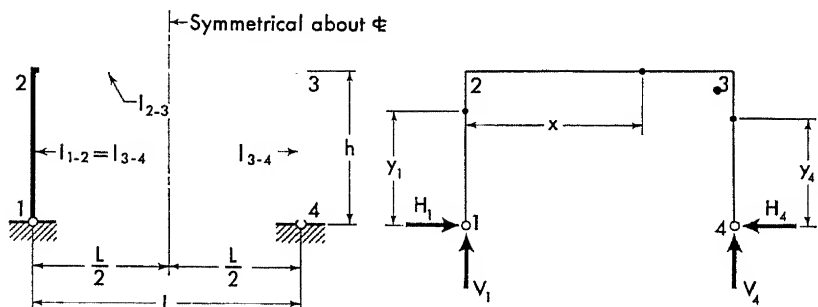 Symmetrical about ℄
2
3
2
3
I₂₋₃
x
I₁₋₂=I₃₋₄
I₃₋₄
h
y₁
y₄
H₁
H₄
1
4
1
4
L/2
L/2
V₁
V₄
L